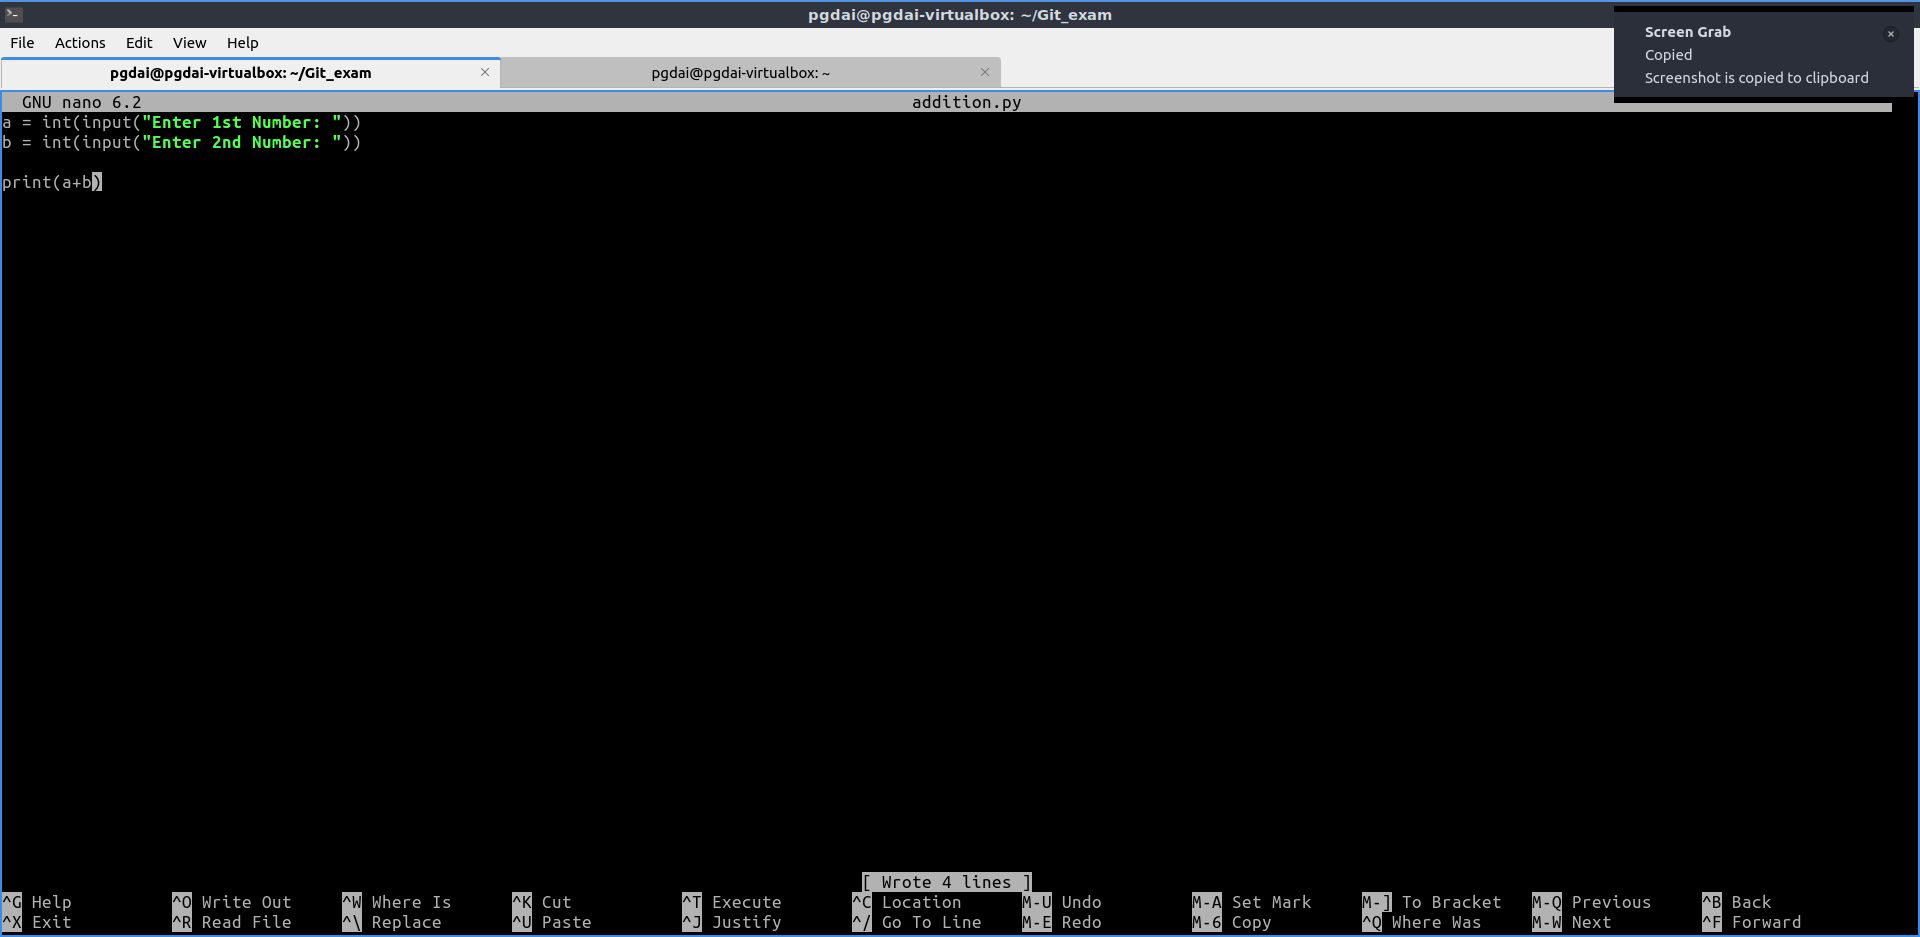 pgdai@pgdai-virtualbox: ~/Git_exam
File Actions Edit View Help
Screen Grab
Copied
Screenshot is copied to clipboard
pgdai@pgdai-virtualbox: ~/Git_exam
pgdai@pgdai-virtualbox: ~
GNU nano 6.2 addition.py
a = int(input("Enter 1st Number: "))
b = int(input("Enter 2nd Number: "))
print(a+b)
[ Wrote 4 lines ]
^G Help ^O Write Out ^W Where Is ^K Cut ^T Execute ^C Location M-U Undo M-A Set Mark M-] To Bracket M-Q Previous ^B Back
^X Exit ^R Read File ^\ Replace ^U Paste ^J Justify ^/ Go To Line M-E Redo M-6 Copy ^Q Where Was M-W Next ^F Forward